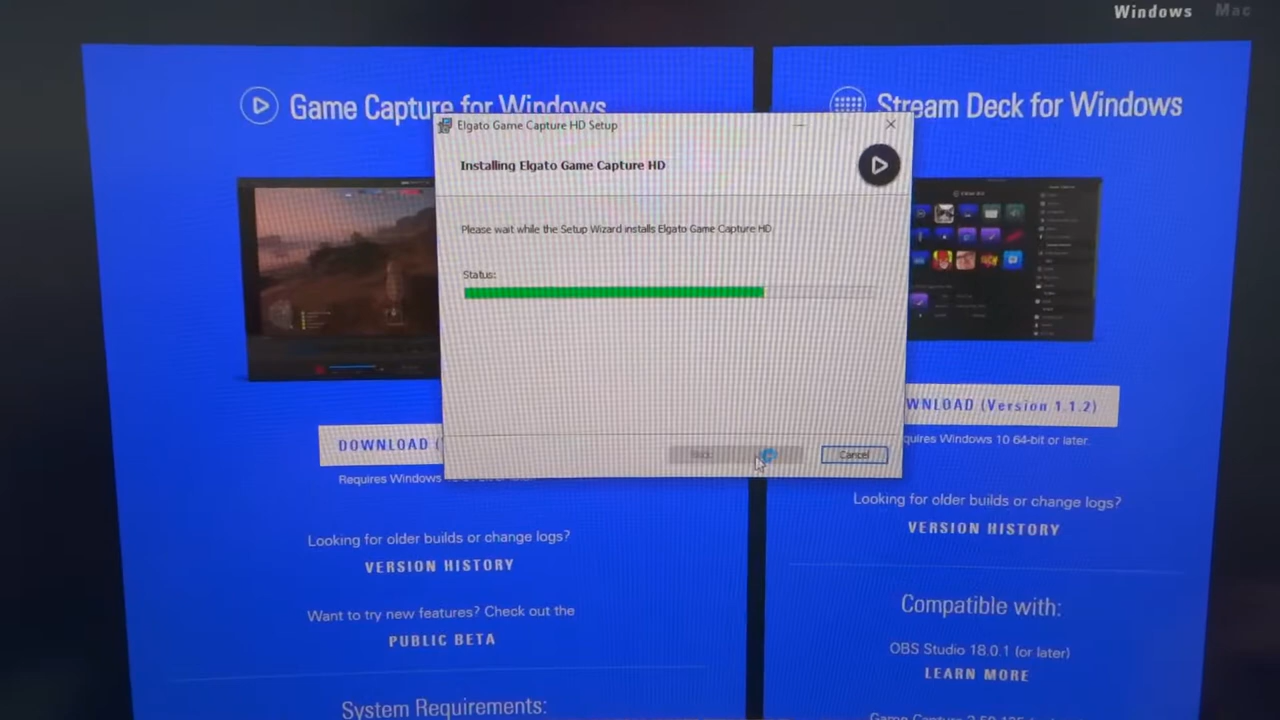 Windows Mac
Game Capture for Windows
Stream Deck for Windows
Elgato Game Capture HD Setup
Installing Elgato Game Capture HD
Please wait while the Setup Wizard installs Elgato Game Capture HD
Status:
Back
Cancel
DOWNLOAD (
WNLOAD (Version 1.1.2)
Requires Windows
quires Windows 10 64-bit or later.
Looking for older builds or change logs?
VERSION HISTORY
Looking for older builds or change logs?
VERSION HISTORY
Want to try new features? Check out the
PUBLIC BETA
System Requirements:
Compatible with:
OBS Studio 18.0.1 (or later)
LEARN MORE
Game Capture